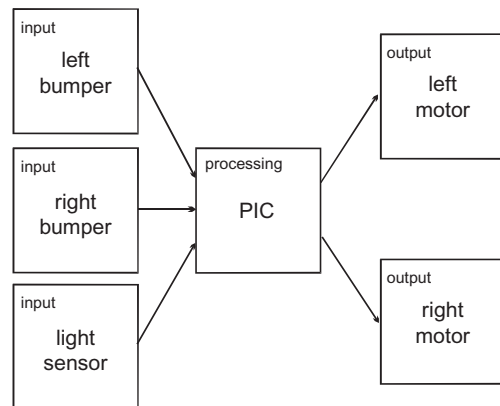 input
left
bumper
input
right
bumper
input
light
sensor
processing
PIC
output
left
motor
output
right
motor